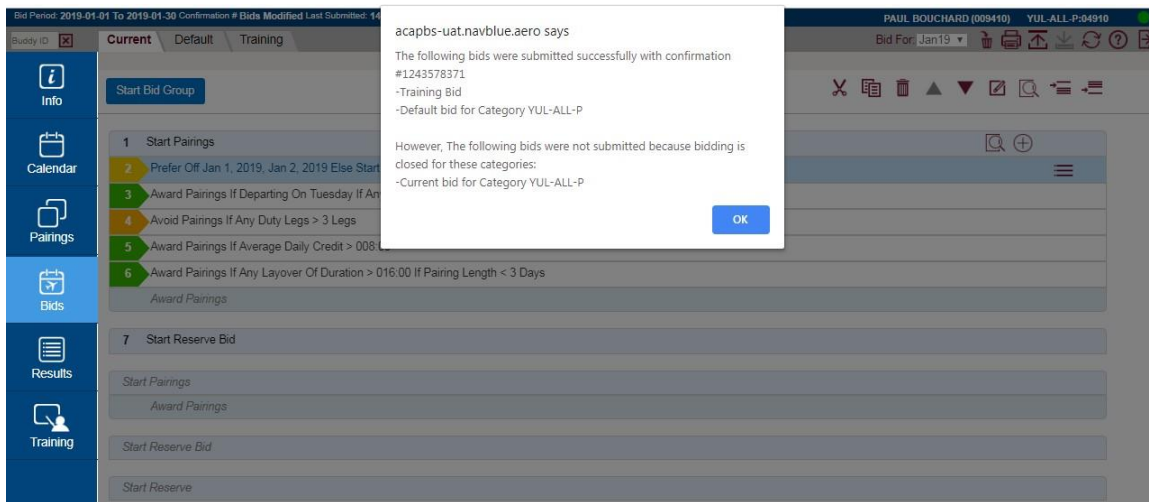 Bid Period: 2019-01-01 To 2019-01-30 Confirmation # Bids Modified Last Submitted: 14
PAUL BOUCHARD (009410) YUL-ALL-P:04910
Buddy ID Current Default Training
Bid For: Jan19
acapbs-uat.navblue.aero says
The following bids were submitted successfully with confirmation
#1243578371
-Training Bid
-Default bid for Category YUL-ALL-P
However, The following bids were not submitted because bidding is
closed for these categories:
-Current bid for Category YUL-ALL-P
OK
Info
Calendar
Pairings
Bids
Results
Training
Start Bid Group
1 Start Pairings
2 Prefer Off Jan 1, 2019, Jan 2, 2019 Else Start
3 Award Pairings If Departing On Tuesday If An
4 Avoid Pairings If Any Duty Legs > 3 Legs
5 Award Pairings If Average Daily Credit > 008:
6 Award Pairings If Any Layover Of Duration > 016:00 If Pairing Length < 3 Days
Award Pairings
7 Start Reserve Bid
Start Pairings
Award Pairings
Start Reserve Bid
Start Reserve